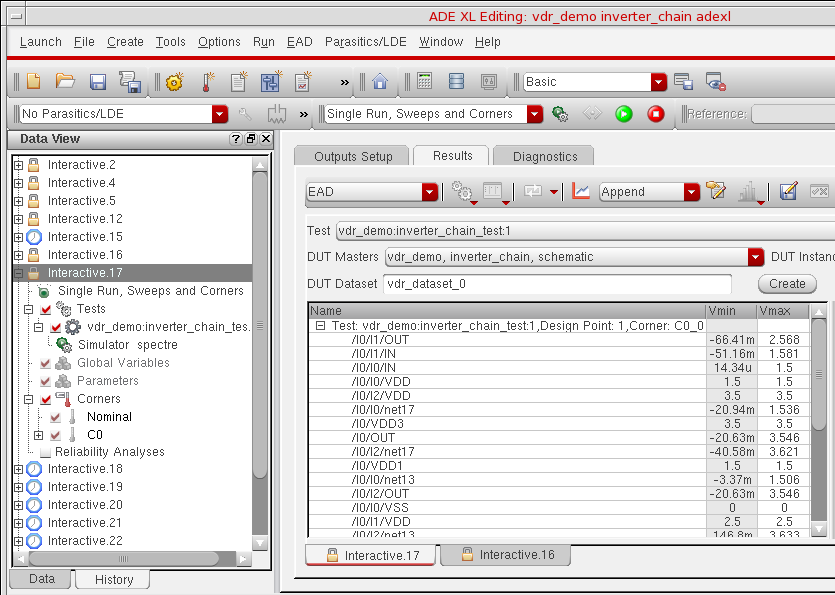 ADE XL Editing: vdr_demo inverter_chain adexl
Launch File Create Tools Options Run EAD Parasitics/LDE Window Help
» » Basic
No Parasitics/LDE » Single Run, Sweeps and Corners Reference:
Data View
Interactive.2
Interactive.4
Interactive.5
Interactive.12
Interactive.15
Interactive.16
Interactive.17
Single Run, Sweeps and Corners
Tests
vdr_demo:inverter_chain_tes...
Simulator spectre
Global Variables
Parameters
Corners
Nominal
C0
Reliability Analyses
Interactive.18
Interactive.19
Interactive.20
Interactive.21
Interactive.22
Data History
Outputs Setup Results Diagnostics
EAD Append
Test vdr_demo:inverter_chain_test:1
DUT Masters vdr_demo, inverter_chain, schematic DUT Instanc
DUT Dataset vdr_dataset_0 Create
Name Vmin Vmax
Test: vdr_demo:inverter_chain_test:1,Design Point: 1,Corner: C0_0
/I0/I1/OUT -66.41m 2.568
/I0/I1/IN -51.16m 1.581
/I0/I0/IN 14.34u 1.5
/I0/I0/VDD 1.5 1.5
/I0/I2/VDD 3.5 3.5
/I0/I0/net17 -20.94m 1.536
/I0/VDD3 3.5 3.5
/I0/OUT -20.63m 3.546
/I0/I2/net17 -40.58m 3.621
/I0/VDD1 1.5 1.5
/I0/I0/net13 -3.37m 1.506
/I0/I2/OUT -20.63m 3.546
/I0/I0/VSS 0 0
/I0/I1/VDD 2.5 2.5
/I0/I2/net13 146.8m 3.633
Interactive.17 Interactive.16